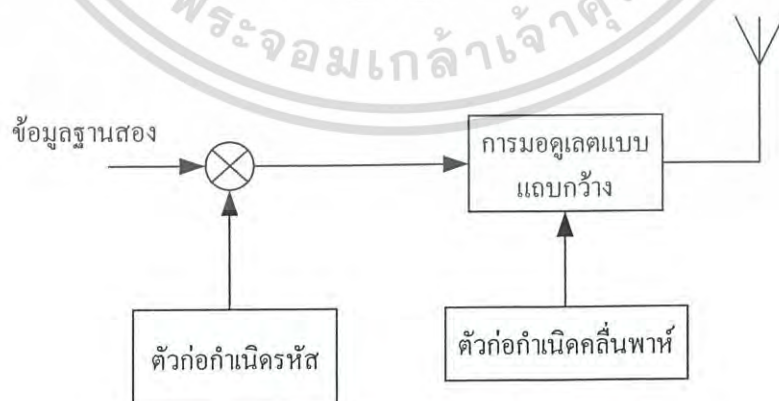 พระจอมเกล้าเจ้าคุ
ข้อมูลฐานสอง
การมอดูเลตแบบ
แถบกว้าง
ตัวก่อกำเนิดรหัส
ตัวก่อกำเนิดคลื่นพาห์